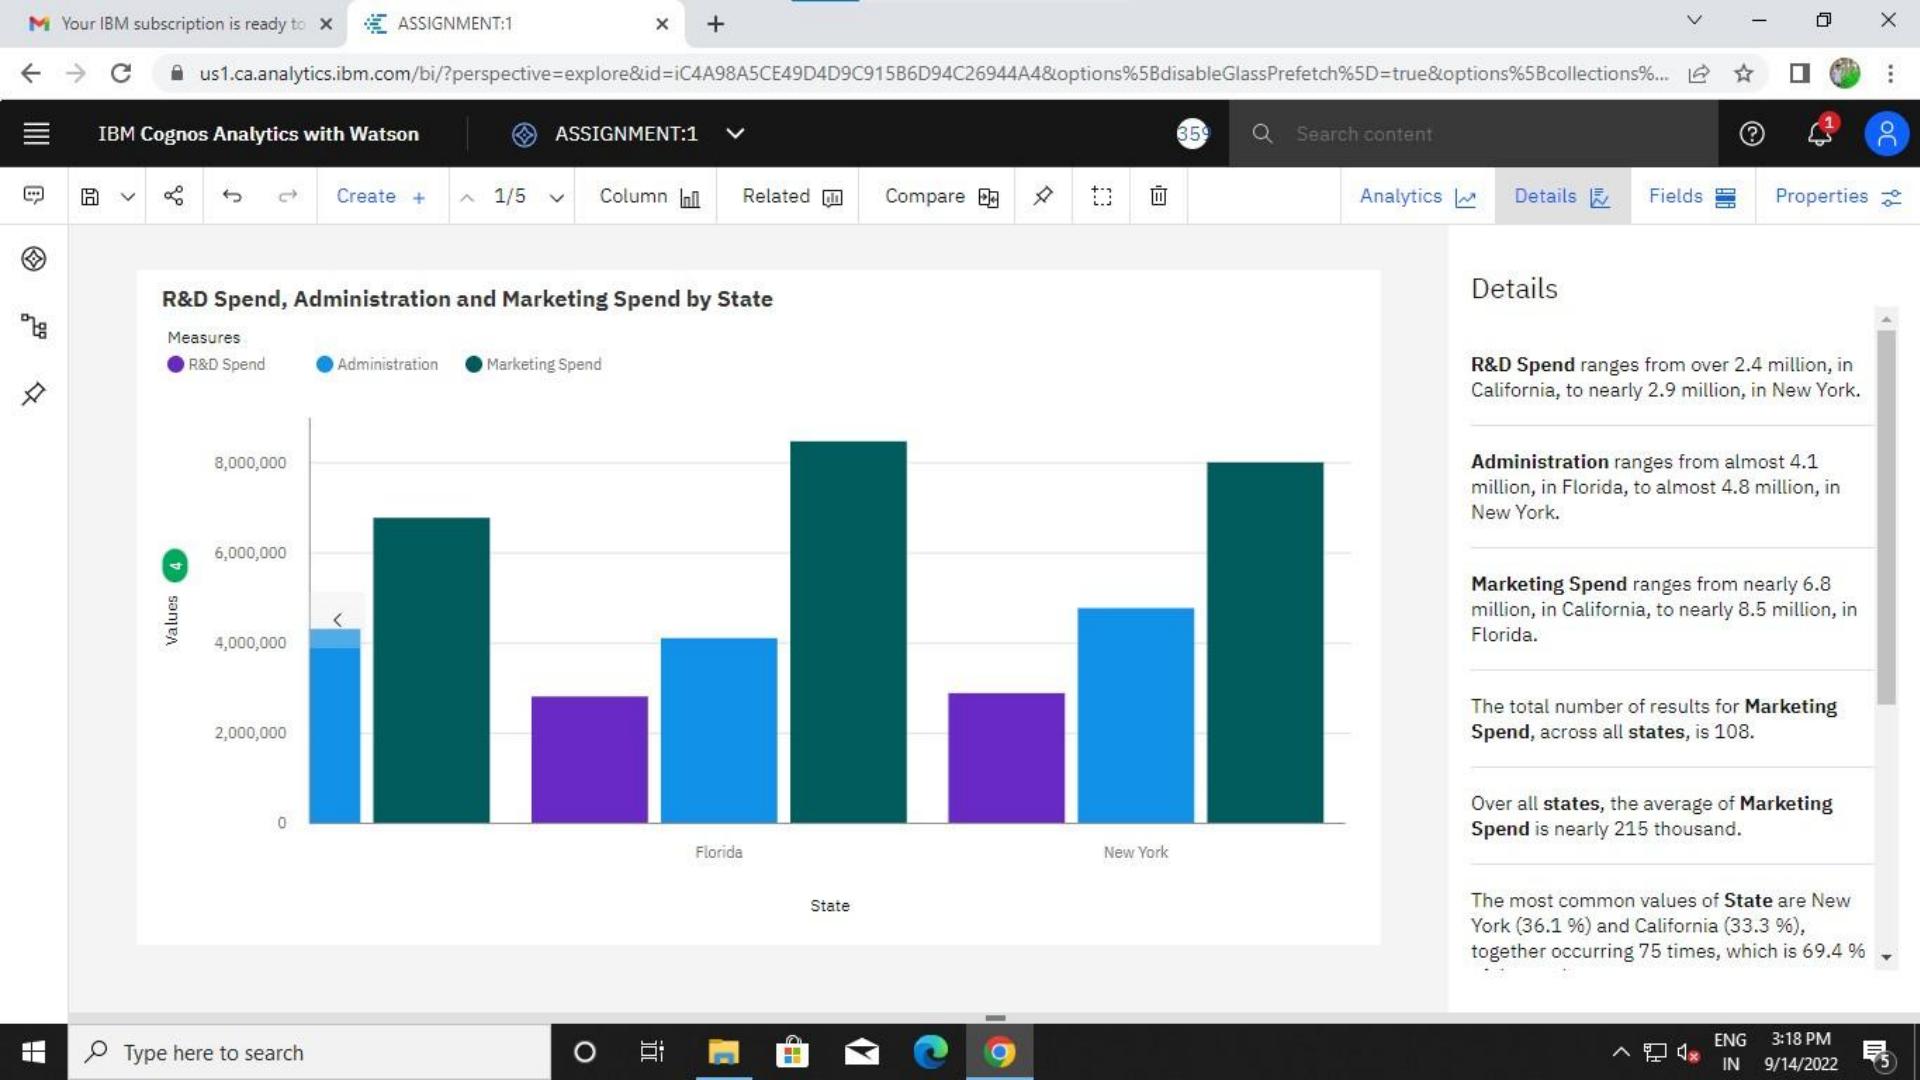 Your IBM subscription is ready to
ASSIGNMENT:1
us1.ca.analytics.ibm.com/bi/?perspective=explore&id=iC4A98A5CE49D4D9C915B6D94C26944A4&options%5BdisableGlassPrefetch%5D=true&options%5Bcollections%...
IBM Cognos Analytics with Watson
ASSIGNMENT:1
359
Search content
1
Create +
1/5
Column
Related
Compare
Analytics
Details
Fields
Properties
R&D Spend, Administration and Marketing Spend by State
Measures
R&D Spend
Administration
Marketing Spend
8,000,000
6,000,000
4,000,000
2,000,000
0
4
Values
Florida
New York
State
Details
R&D Spend ranges from over 2.4 million, in
California, to nearly 2.9 million, in New York.
Administration ranges from almost 4.1
million, in Florida, to almost 4.8 million, in
New York.
Marketing Spend ranges from nearly 6.8
million, in California, to nearly 8.5 million, in
Florida.
The total number of results for Marketing
Spend, across all states, is 108.
Over all states, the average of Marketing
Spend is nearly 215 thousand.
The most common values of State are New
York (36.1 %) and California (33.3 %),
together occurring 75 times, which is 69.4 %
Type here to search
ENG
IN
3:18 PM
9/14/2022
5